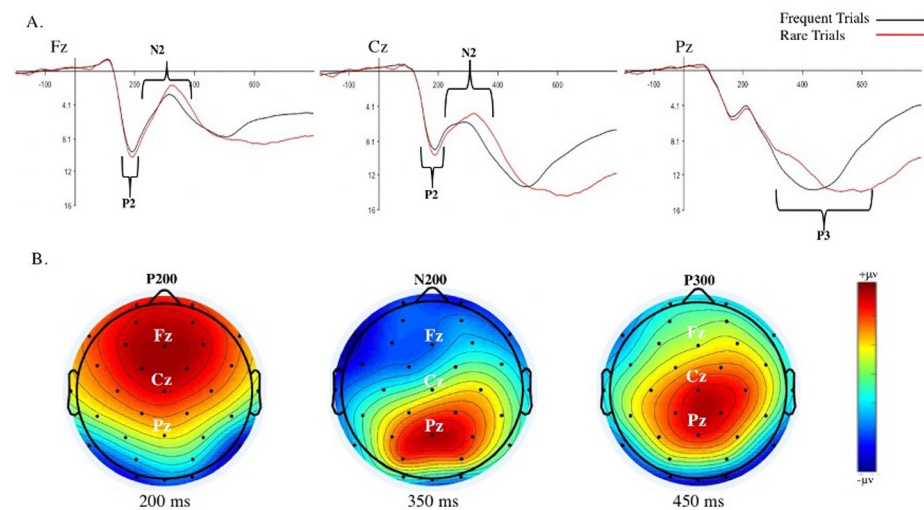 A.
Frequent Trials
Rare Trials
Fz
N2
Cz
N2
Pz
-100 200 400 600
-100 200 400 600
-100 200 400 600
4.1
8.1
12
16
P2
4.1
8.1
12
16
P2
4.1
8.1
12
16
P3
B.
P200
N200
P300
+μv
Fz
Cz
Pz
Fz
Cz
Pz
Fz
Cz
Pz
-μv
200 ms
350 ms
450 ms